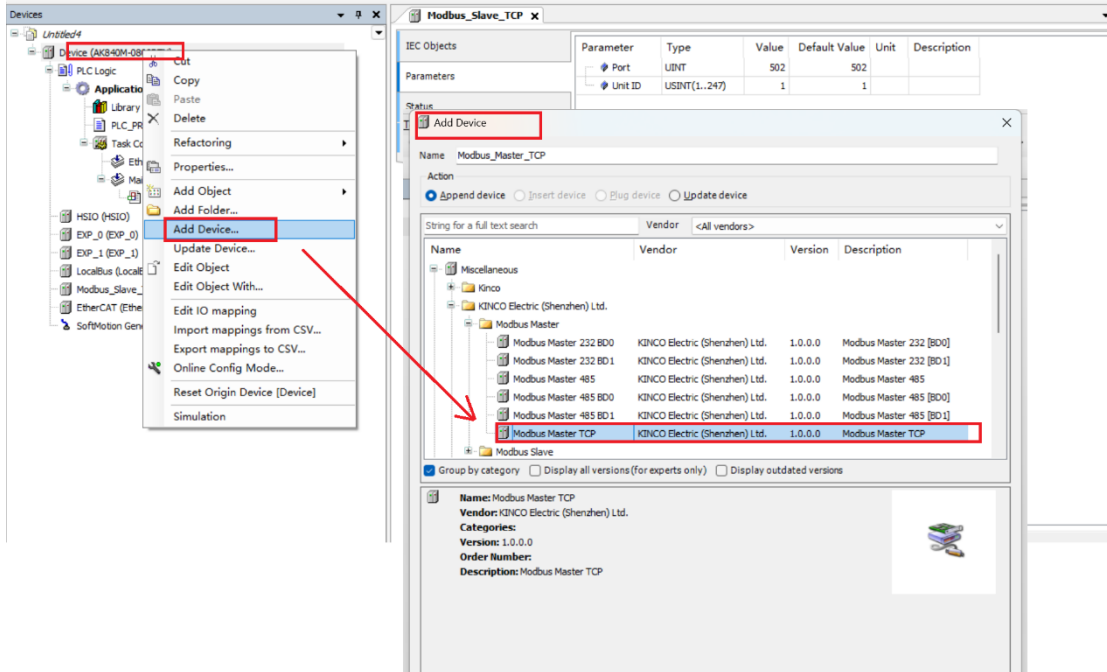 Devices
Untitled4
Device (AK840M-
PLC Logic
Applicatio
Library
PLC_PR
Task Co
Eth
Mai
HSIO (HSIO)
EXP_0 (EXP_0)
EXP_1 (EXP_1)
LocalBus (LocalB
Modbus_Slave_
EtherCAT (Ethe
SoftMotion Gen
Cut
Copy
Paste
Delete
Refactoring
Properties...
Add Object
Add Folder...
Add Device...
Update Device...
Edit Object
Edit Object With...
Edit IO mapping
Import mappings from CSV...
Export mappings to CSV...
Online Config Mode...
Reset Origin Device [Device]
Simulation
Modbus_Slave_TCP
IEC Objects
Parameters
Status
Parameter Type Value Default Value Unit Description
Port UINT 502 502
Unit ID USINT(1..247) 1 1
Add Device
Name Modbus_Master_TCP
Action
Append device Insert device Plug device Update device
String for a full text search Vendor <All vendors>
Name Vendor Version Description
Miscellaneous
Kinco
KINCO Electric (Shenzhen) Ltd.
Modbus Master
Modbus Master 232 BD0 KINCO Electric (Shenzhen) Ltd. 1.0.0.0 Modbus Master 232 [BD0]
Modbus Master 232 BD1 KINCO Electric (Shenzhen) Ltd. 1.0.0.0 Modbus Master 232 [BD1]
Modbus Master 485 KINCO Electric (Shenzhen) Ltd. 1.0.0.0 Modbus Master 485
Modbus Master 485 BD0 KINCO Electric (Shenzhen) Ltd. 1.0.0.0 Modbus Master 485 [BD0]
Modbus Master 485 BD1 KINCO Electric (Shenzhen) Ltd. 1.0.0.0 Modbus Master 485 [BD1]
Modbus Master TCP KINCO Electric (Shenzhen) Ltd. 1.0.0.0 Modbus Master TCP
Modbus Slave
Group by category Display all versions (for experts only) Display outdated versions
Name: Modbus Master TCP
Vendor: KINCO Electric (Shenzhen) Ltd.
Categories:
Version: 1.0.0.0
Order Number:
Description: Modbus Master TCP